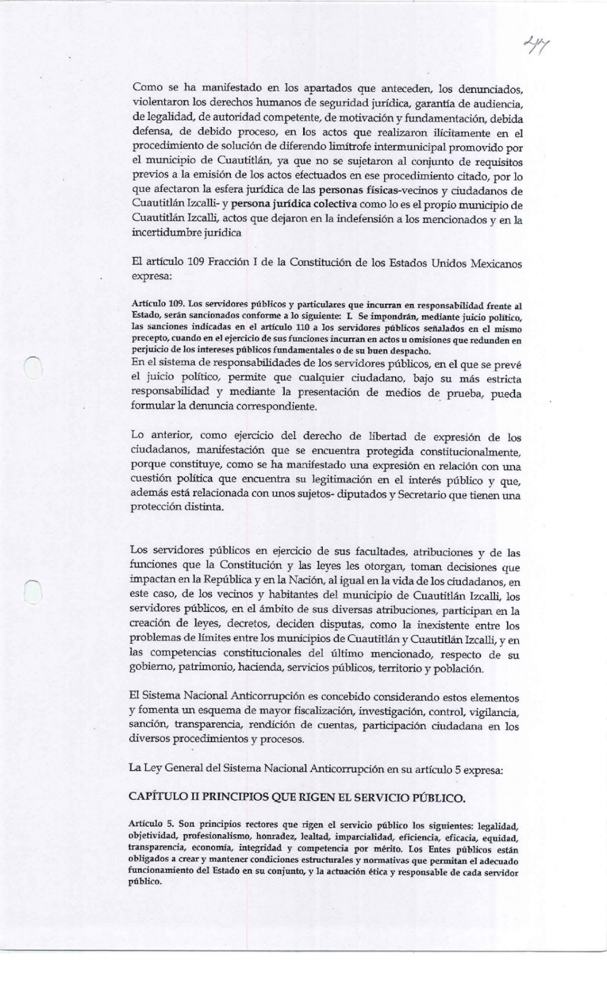 47
Como se ha manifestado en los apartados que anteceden, los denunciados,
violentaron los derechos humanos de seguridad jurídica, garantía de audiencia,
de legalidad, de autoridad competente, de motivación y fundamentación, debida
defensa, de debido proceso, en los actos que realizaron ilícitamente en el
procedimiento de solución de diferendo limítrofe intermunicipal promovido por
el municipio de Cuautitlán, ya que no se sujetaron al conjunto de requisitos
previos a la emisión de los actos efectuados en ese procedimiento citado, por lo
que afectaron la esfera jurídica de las personas físicas-vecinos y ciudadanos de
Cuautitlán Izcalli- y persona jurídica colectiva como lo es el propio municipio de
Cuautitlán Izcalli, actos que dejaron en la indefensión a los mencionados y en la
incertidumbre jurídica
El artículo 109 Fracción I de la Constitución de los Estados Unidos Mexicanos
expresa:
Artículo 109. Los servidores públicos y particulares que incurran en responsabilidad frente al
Estado, serán sancionados conforme a lo siguiente: I. Se impondrán, mediante juicio político,
las sanciones indicadas en el artículo 110 a los servidores públicos señalados en el mismo
precepto, cuando en el ejercicio de sus funciones incurran en actos u omisiones que redunden en
perjuicio de los intereses públicos fundamentales o de su buen despacho.
En el sistema de responsabilidades de los servidores públicos, en el que se prevé
el juicio político, permite que cualquier ciudadano, bajo su más estricta
responsabilidad y mediante la presentación de medios de prueba, pueda
formular la denuncia correspondiente.
Lo anterior, como ejercicio del derecho de libertad de expresión de los
ciudadanos, manifestación que se encuentra protegida constitucionalmente,
porque constituye, como se ha manifestado una expresión en relación con una
cuestión política que encuentra su legitimación en el interés público y que,
además está relacionada con unos sujetos- diputados y Secretario que tienen una
protección distinta.
Los servidores públicos en ejercicio de sus facultades, atribuciones y de las
funciones que la Constitución y las leyes les otorgan, toman decisiones que
impactan en la República y en la Nación, al igual en la vida de los ciudadanos, en
este caso, de los vecinos y habitantes del municipio de Cuautitlán Izcalli, los
servidores públicos, en el ámbito de sus diversas atribuciones, participan en la
creación de leyes, decretos, deciden disputas, como la inexistente entre los
problemas de límites entre los municipios de Cuautitlán y Cuautitlán Izcalli, y en
las competencias constitucionales del último mencionado, respecto de su
gobierno, patrimonio, hacienda, servicios públicos, territorio y población.
El Sistema Nacional Anticorrupción es concebido considerando estos elementos
y fomenta un esquema de mayor fiscalización, investigación, control, vigilancia,
sanción, transparencia, rendición de cuentas, participación ciudadana en los
diversos procedimientos y procesos.
La Ley General del Sistema Nacional Anticorrupción en su artículo 5 expresa:
CAPÍTULO II PRINCIPIOS QUE RIGEN EL SERVICIO PÚBLICO.
Artículo 5. Son principios rectores que rigen el servicio público los siguientes: legalidad,
objetividad, profesionalismo, honradez, lealtad, imparcialidad, eficiencia, eficacia, equidad,
transparencia, economía, integridad y competencia por mérito. Los Entes públicos están
obligados a crear y mantener condiciones estructurales y normativas que permitan el adecuado
funcionamiento del Estado en su conjunto, y la actuación ética y responsable de cada servidor
público.